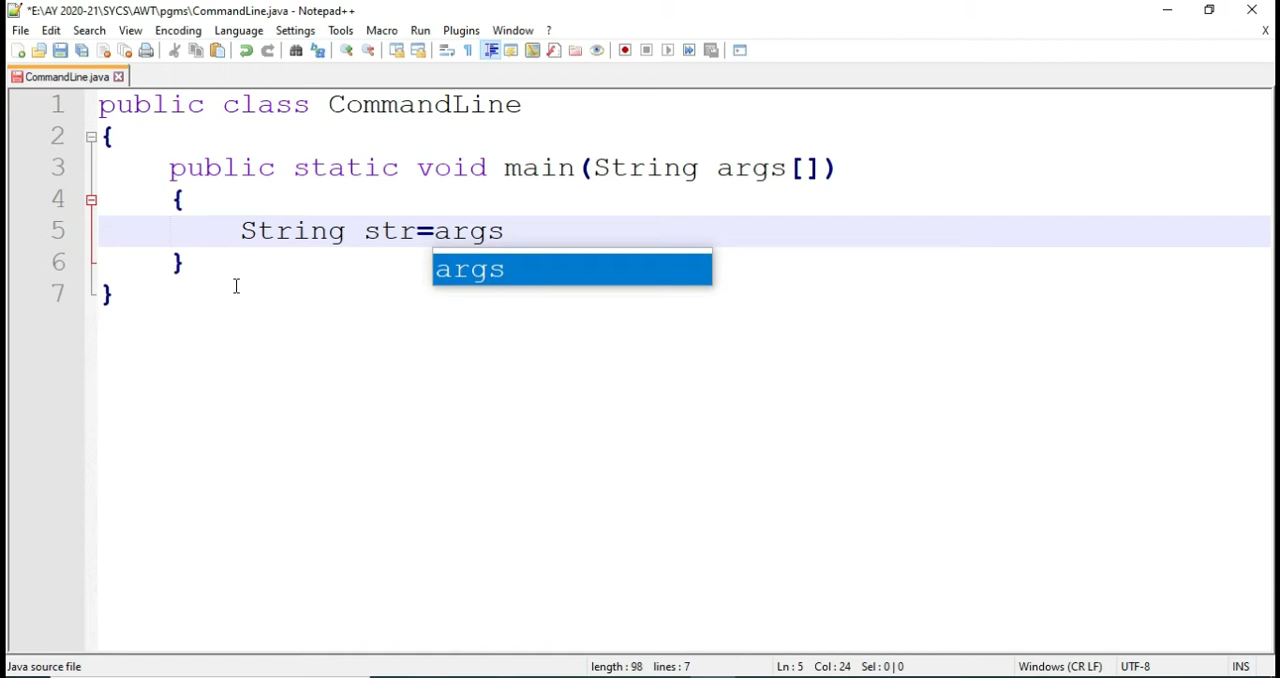 *E:\AY 2020-21\SYCS\AWT\pgms\CommandLine.java - Notepad++
File Edit Search View Encoding Language Settings Tools Macro Run Plugins Window ? X
CommandLine.java
1 public class CommandLine
2 {
3 public static void main(String args[])
4 {
5 String str=args
args
6 }
7 }
Java source file length : 98 lines : 7 Ln : 5 Col : 24 Sel : 0 | 0 Windows (CR LF) UTF-8 INS